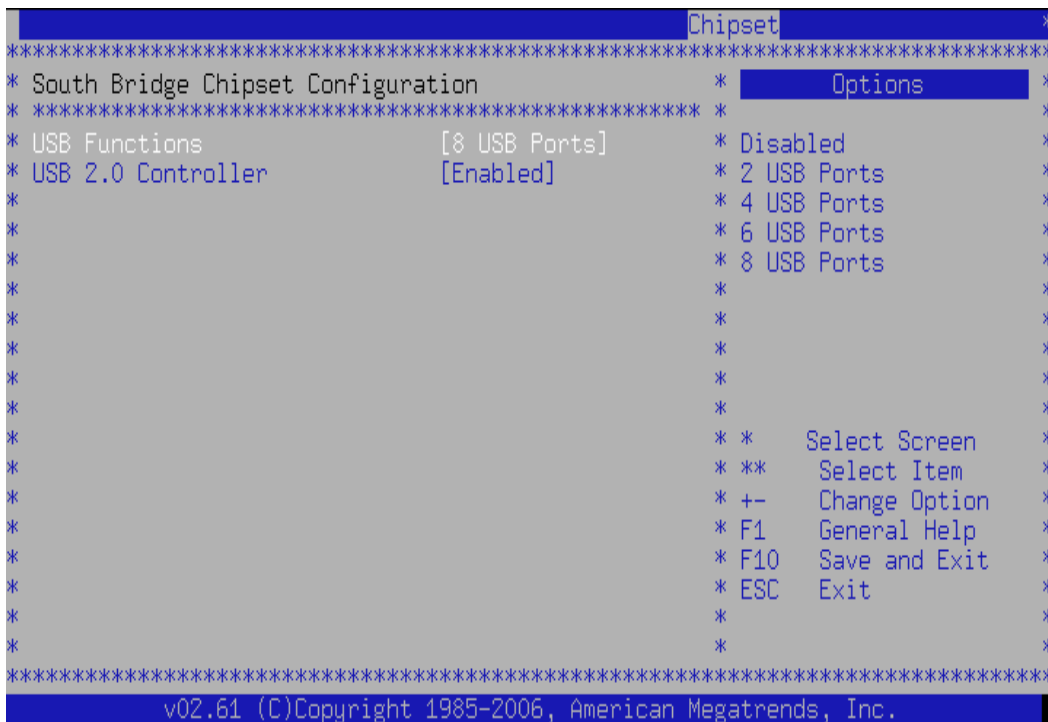 Chipset
South Bridge Chipset Configuration
USB Functions [8 USB Ports]
USB 2.0 Controller [Enabled]
Options
Disabled
2 USB Ports
4 USB Ports
6 USB Ports
8 USB Ports
* Select Screen
** Select Item
+- Change Option
F1 General Help
F10 Save and Exit
ESC Exit
v02.61 (C)Copyright 1985-2006, American Megatrends, Inc.